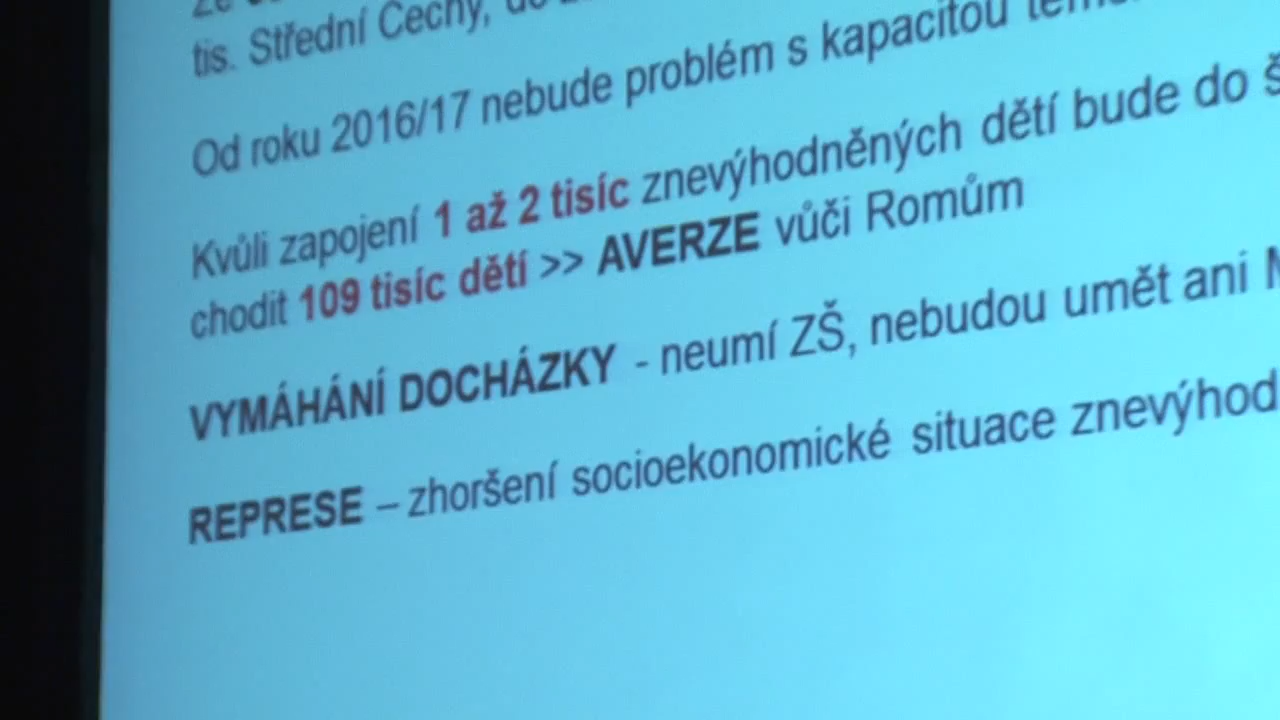 tis. Střední Čechy,
Od roku 2016/17 nebude problém s kapacitou
Kvůli zapojení 1 až 2 tisíc znevýhodněných dětí bude do
chodit 109 tisíc dětí >> AVERZE vůči Romům
VYMÁHÁNÍ DOCHÁZKY - neumí ZŠ, nebudou umět ani
REPRESE – zhoršení socioekonomické situace